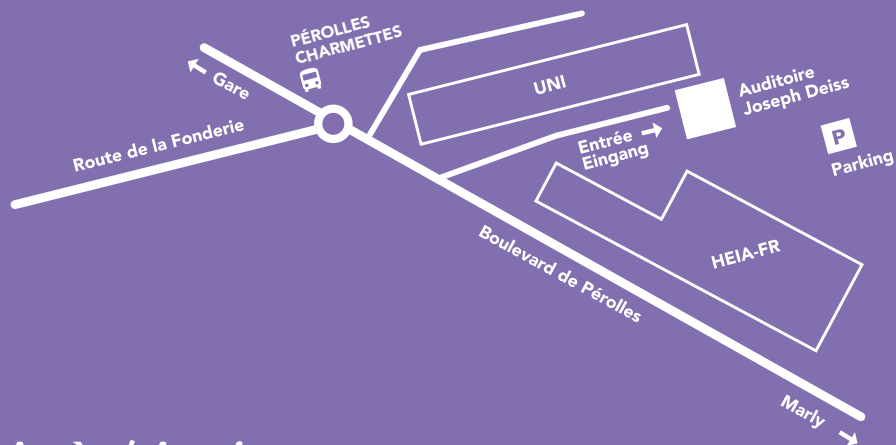 PÉROLLES
CHARMETTES
Gare
Route de la Fonderie
UNI
Auditoire
Joseph Deiss
Entrée
Eingang
P
Parking
HEIA-FR
Boulevard de Pérolles
Marly